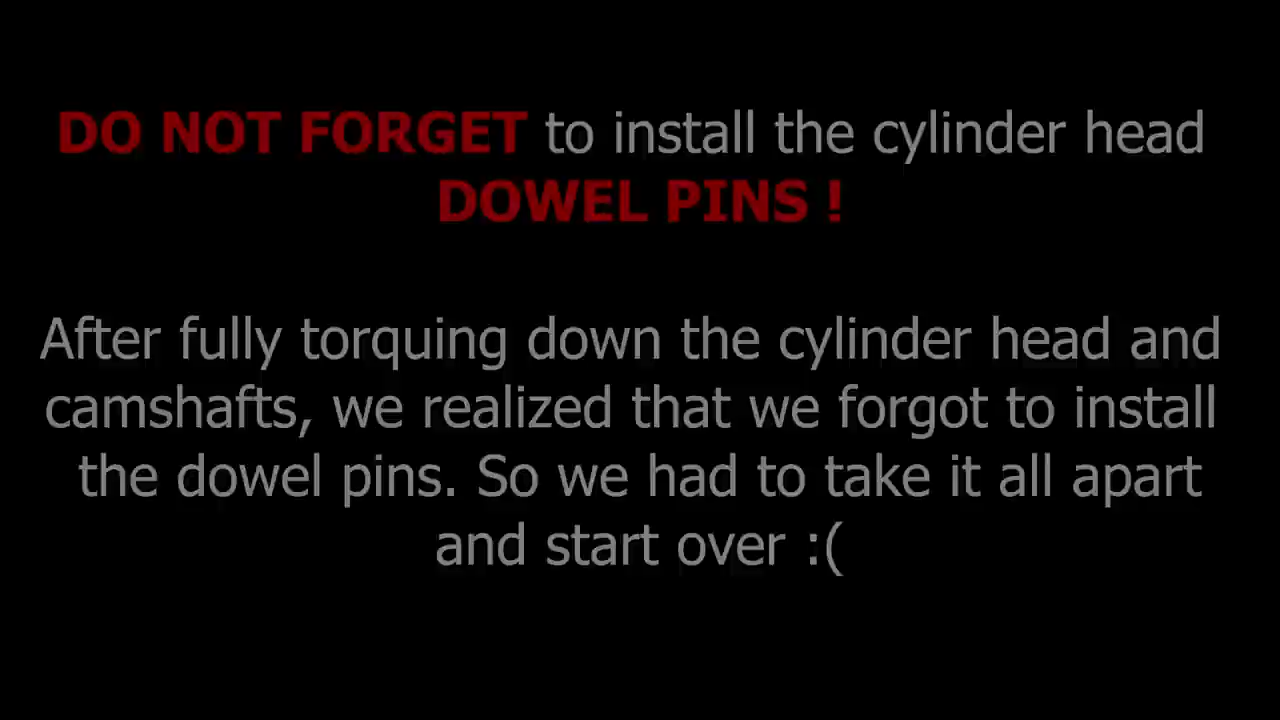 DO NOT FORGET to install the cylinder head
DOWEL PINS !
After fully torquing down the cylinder head and
camshafts, we realized that we forgot to install
the dowel pins. So we had to take it all apart
and start over :(